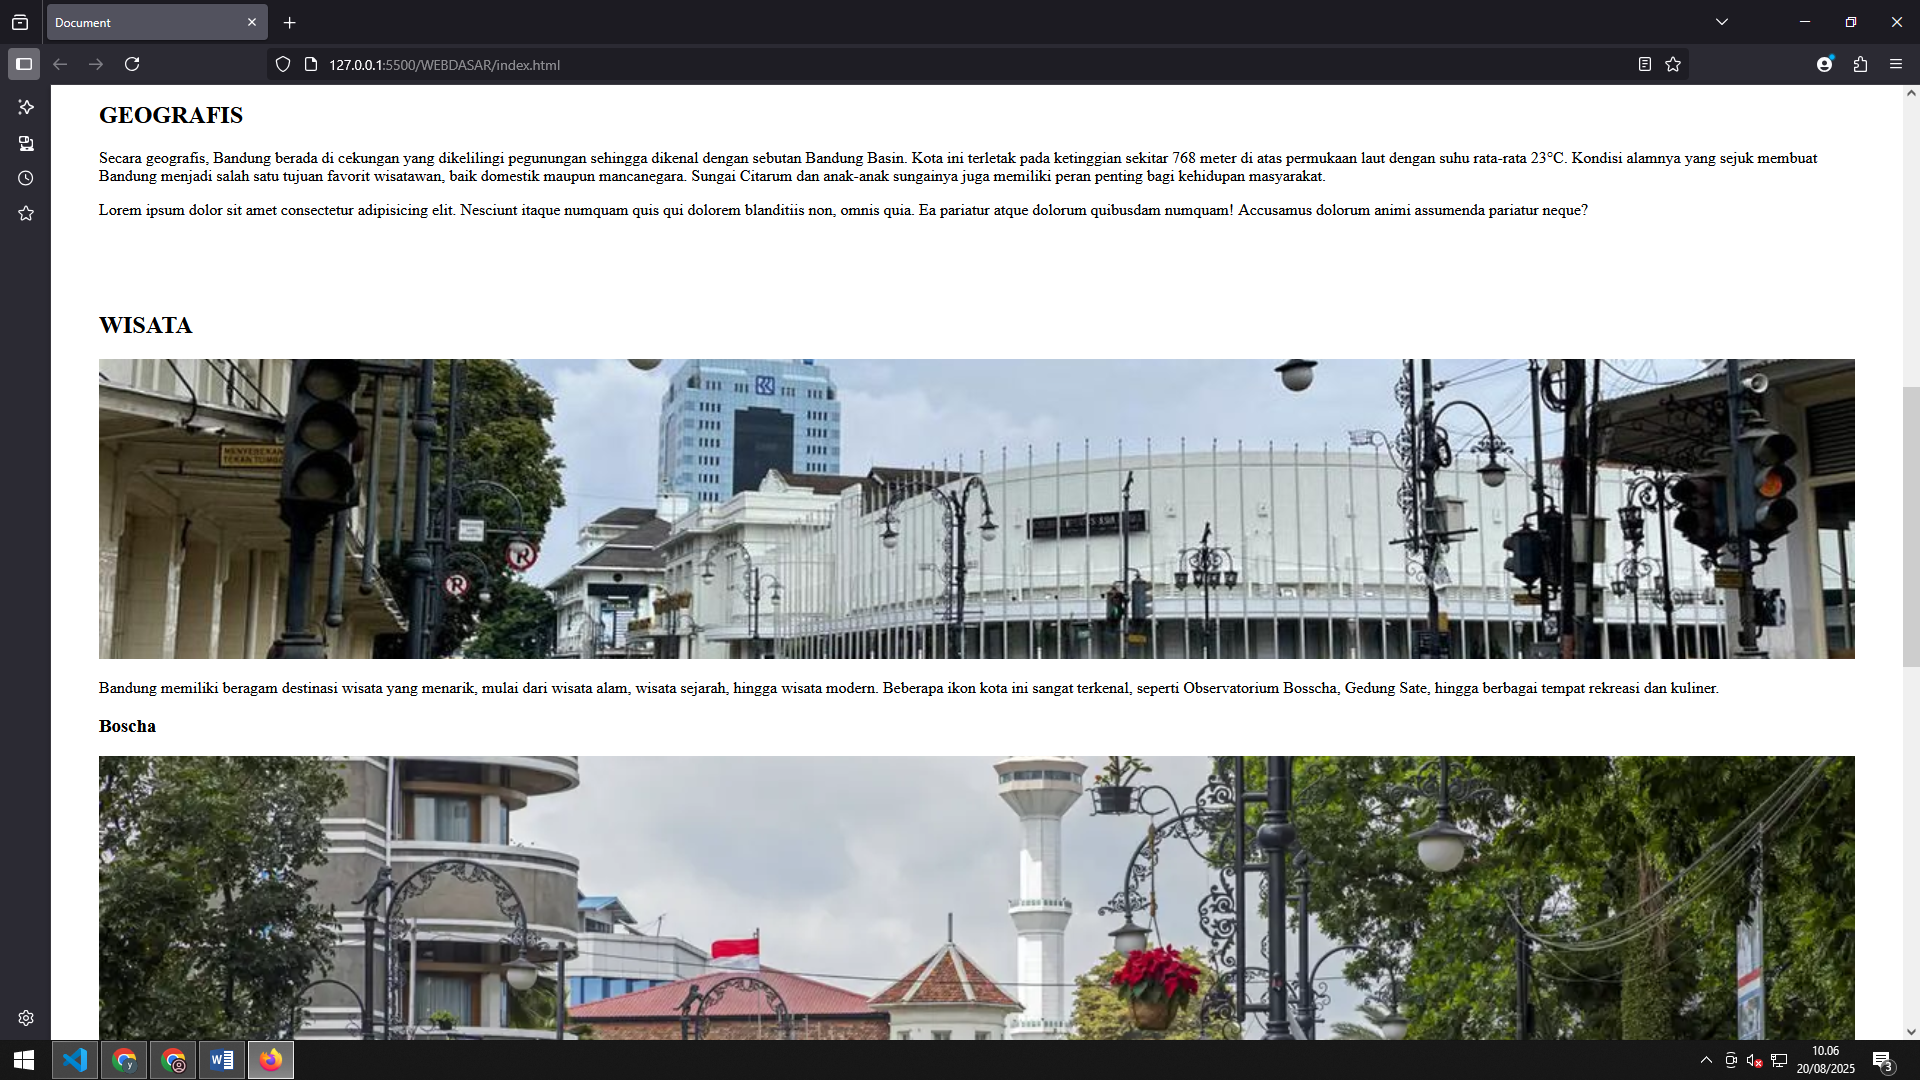 Document
127.0.0.1:5500/WEBDASAR/index.html
GEOGRAFIS
Secara geografis, Bandung berada di cekungan yang dikelilingi pegunungan sehingga dikenal dengan sebutan Bandung Basin. Kota ini terletak pada ketinggian sekitar 768 meter di atas permukaan laut dengan suhu rata-rata 23°C. Kondisi alamnya yang sejuk membuat
Bandung menjadi salah satu tujuan favorit wisatawan, baik domestik maupun mancanegara. Sungai Citarum dan anak-anak sungainya juga memiliki peran penting bagi kehidupan masyarakat.
Lorem ipsum dolor sit amet consectetur adipisicing elit. Nesciunt itaque numquam quis qui dolorem blanditiis non, omnis quia. Ea pariatur atque dolorum quibusdam numquam! Accusamus dolorum animi assumenda pariatur neque?
WISATA
Bandung memiliki beragam destinasi wisata yang menarik, mulai dari wisata alam, wisata sejarah, hingga wisata modern. Beberapa ikon kota ini sangat terkenal, seperti Observatorium Bosscha, Gedung Sate, hingga berbagai tempat rekreasi dan kuliner.
Boscha
10.06
20/08/2025
3